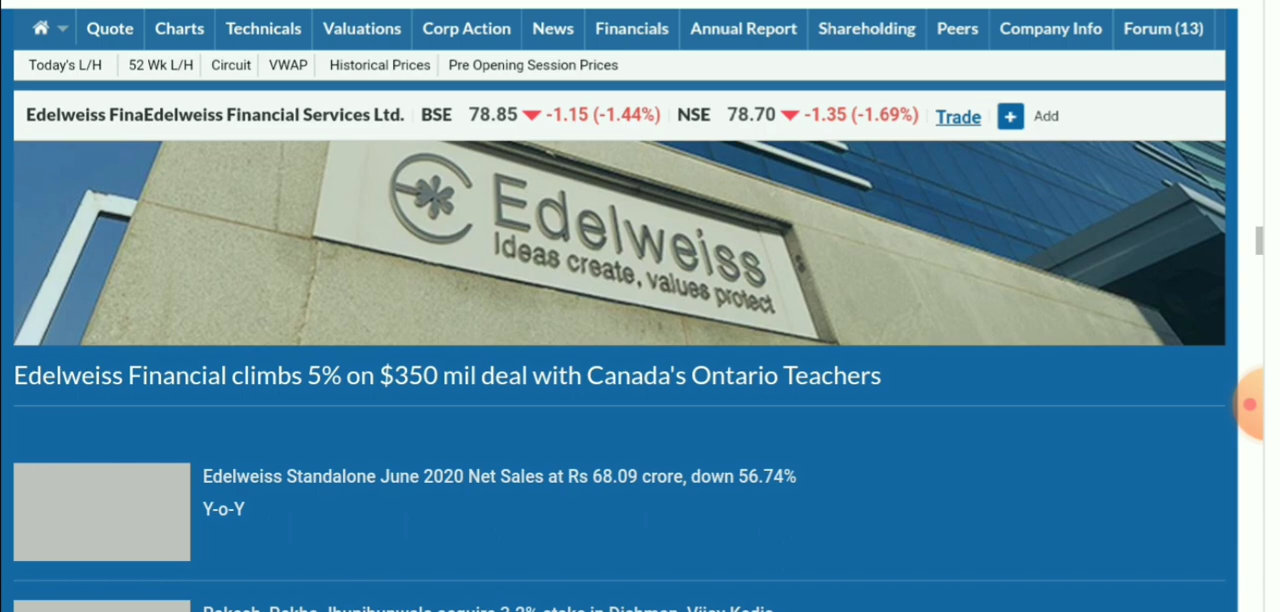 Quote Charts Technicals Valuations Corp Action News Financials Annual Report Shareholding Peers Company Info Forum (13)
Today's L/H 52 Wk L/H Circuit VWAP Historical Prices Pre Opening Session Prices
Edelweiss FinaEdelweiss Financial Services Ltd. BSE 78.85 -1.15 (-1.44%) NSE 78.70 -1.35 (-1.69%) Trade + Add
Edelweiss
Ideas create, values protect
Edelweiss Financial climbs 5% on $350 mil deal with Canada's Ontario Teachers
Edelweiss Standalone June 2020 Net Sales at Rs 68.09 crore, down 56.74%
Y-o-Y